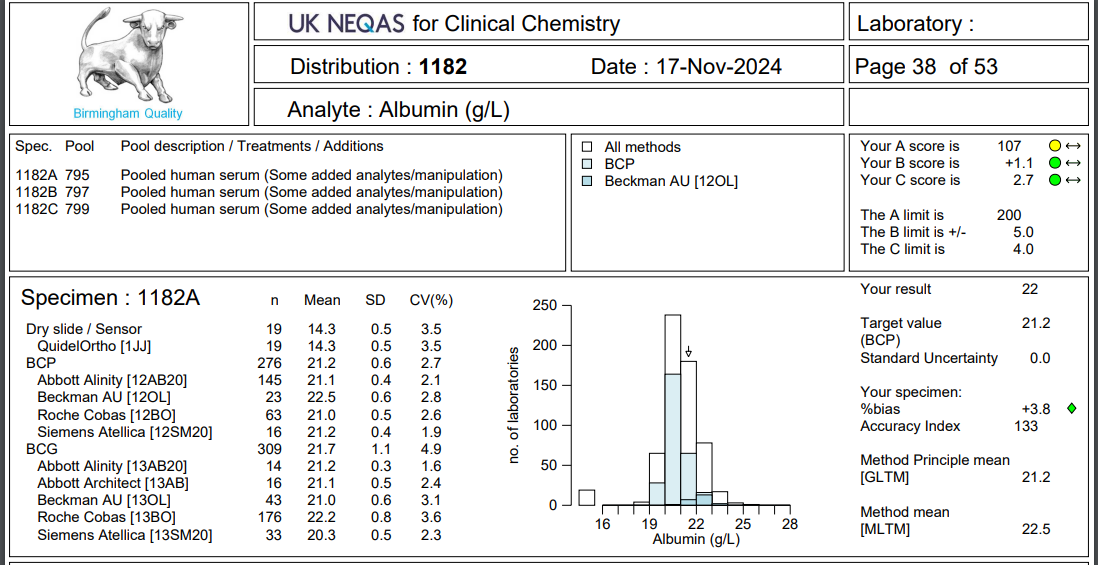 UK NEQAS for Clinical Chemistry
Laboratory :
Distribution : 1182 Date : 17-Nov-2024
Page 38 of 53
Birmingham Quality
Analyte : Albumin (g/L)
Spec. Pool Pool description / Treatments / Additions
1182A 795 Pooled human serum (Some added analytes/manipulation)
1182B 797 Pooled human serum (Some added analytes/manipulation)
1182C 799 Pooled human serum (Some added analytes/manipulation)
All methods
BCP
Beckman AU [12OL]
Your A score is 107
Your B score is +1.1
Your C score is 2.7
The A limit is 200
The B limit is +/- 5.0
The C limit is 4.0
Specimen : 1182A n Mean SD CV(%)
Dry slide / Sensor 19 14.3 0.5 3.5
QuidelOrtho [1JJ] 19 14.3 0.5 3.5
BCP 276 21.2 0.6 2.7
Abbott Alinity [12AB20] 145 21.1 0.4 2.1
Beckman AU [12OL] 23 22.5 0.6 2.8
Roche Cobas [12BO] 63 21.0 0.5 2.6
Siemens Atellica [12SM20] 16 21.2 0.4 1.9
BCG 309 21.7 1.1 4.9
Abbott Alinity [13AB20] 14 21.2 0.3 1.6
Abbott Architect [13AB] 16 21.1 0.5 2.4
Beckman AU [13OL] 43 21.0 0.6 3.1
Roche Cobas [13BO] 176 22.2 0.8 3.6
Siemens Atellica [13SM20] 33 20.3 0.5 2.3
no. of laboratories
250
200
150
100
50
0
16 19 22 25 28
Albumin (g/L)
Your result 22
Target value 21.2
(BCP)
Standard Uncertainty 0.0
Your specimen:
%bias +3.8
Accuracy Index 133
Method Principle mean
[GLTM] 21.2
Method mean
[MLTM] 22.5